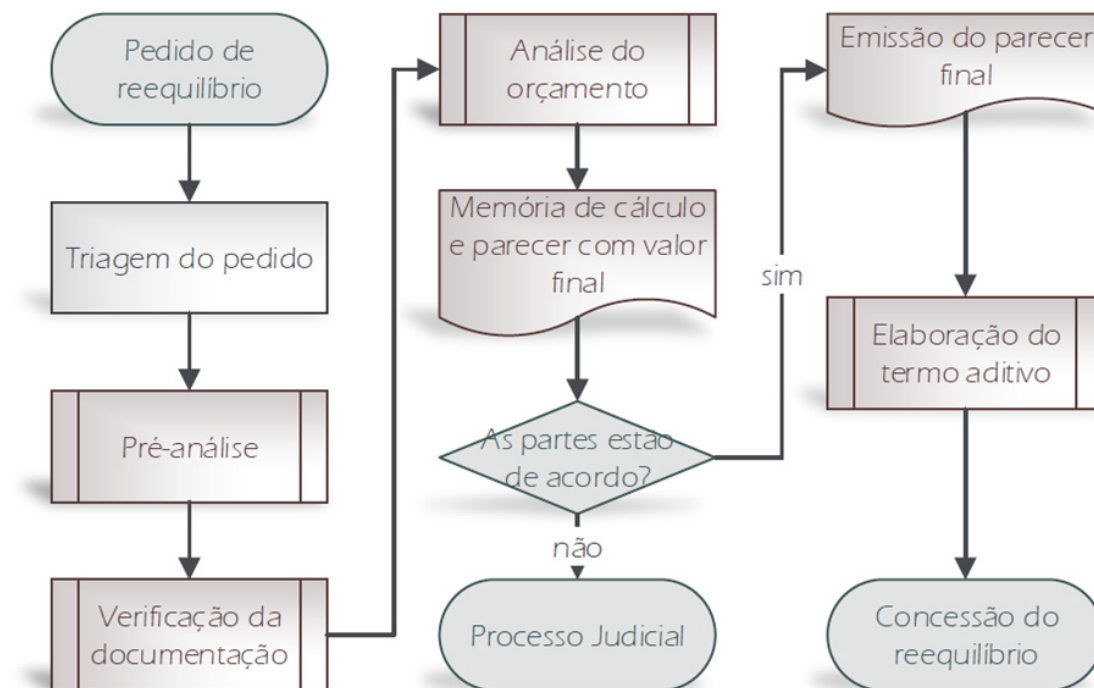 Pedido de
reequilíbrio
Triagem do pedido
Pré-análise
Verificação da
documentação
Análise do
orçamento
Memória de cálculo
e parecer com valor
final
As partes estão
de acordo?
não
Processo Judicial
sim
Emissão do parecer
final
Elaboração do
termo aditivo
Concessão do
reequilíbrio